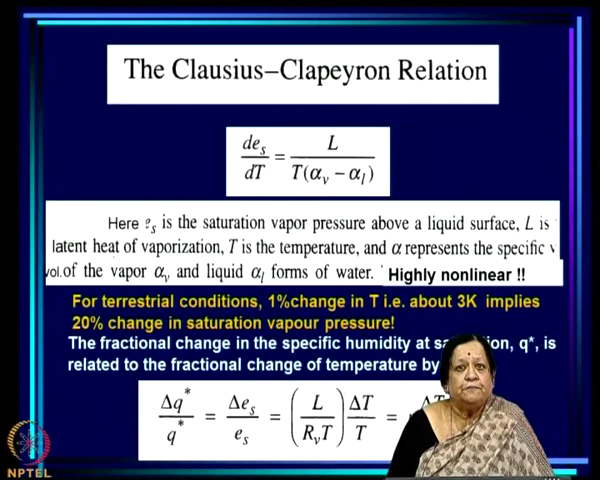 The Clausius–Clapeyron Relation
de_s/dT = L/T(α_v − α_l)
Here e_s is the saturation vapor pressure above a liquid surface, L is
latent heat of vaporization, T is the temperature, and α represents the specific v
vol.of the vapor α_v and liquid α_l forms of water. Highly nonlinear !!
For terrestrial conditions, 1%change in T i.e. about 3K implies
20% change in saturation vapour pressure!
The fractional change in the specific humidity at, q*, is
related to the fractional change of temperature by
Δq*/q* = Δe_s/e_s = (L/R_vT) ΔT/T =
NPTEL